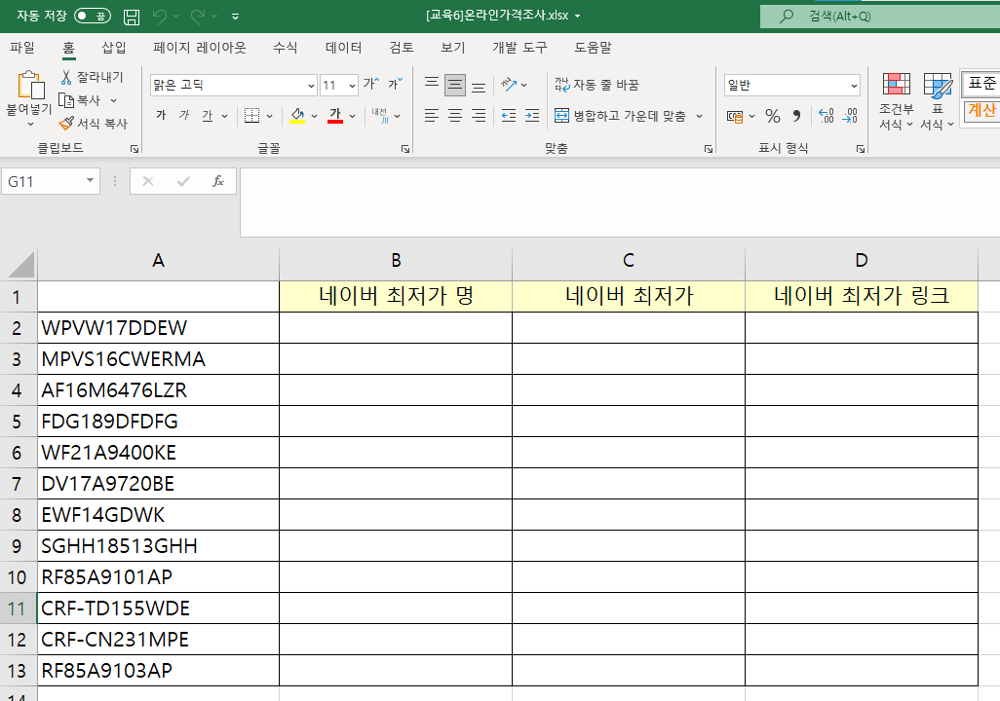 자동 저장 끔 [교육6]온라인가격조사.xlsx 검색(Alt+Q)
파일 홈 삽입 페이지 레이아웃 수식 데이터 검토 보기 개발 도구 도움말
붙여넣기 잘라내기 복사 서식 복사 클립보드
맑은 고딕 11 가 가
가 가 가 가 내천 글꼴
자동 줄 바꿈
병합하고 가운데 맞춤
맞춤
일반
% 표시 형식
조건부 서식 표 서식 표준 계산
G11 fx
A B C D
1 네이버 최저가 명 네이버 최저가 네이버 최저가 링크
2 WPVW17DDEW
3 MPVS16CWERMA
4 AF16M6476LZR
5 FDG189DFDFG
6 WF21A9400KE
7 DV17A9720BE
8 EWF14GDWK
9 SGHH18513GHH
10 RF85A9101AP
11 CRF-TD155WDE
12 CRF-CN231MPE
13 RF85A9103AP
14